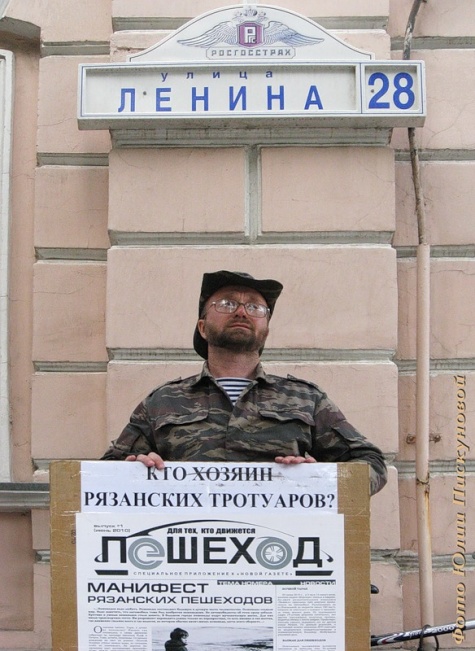 РОСГОССТРАХ
улица
ЛЕНИНА
28
КТО ХОЗЯИН
РЯЗАНСКИХ ТРОТУАРОВ?
для тех, кто движется
ПЕШЕХОД
СПЕЦИАЛЬНОЕ ПРИЛОЖЕНИЕ К «НОВОЙ ГАЗЕТЕ»
ТЕМА НОМЕРА
НОВОСТИ
МАНИФЕСТ
РЯЗАНСКИХ ПЕШЕХОДОВ
Фото Юлии Пискуновой